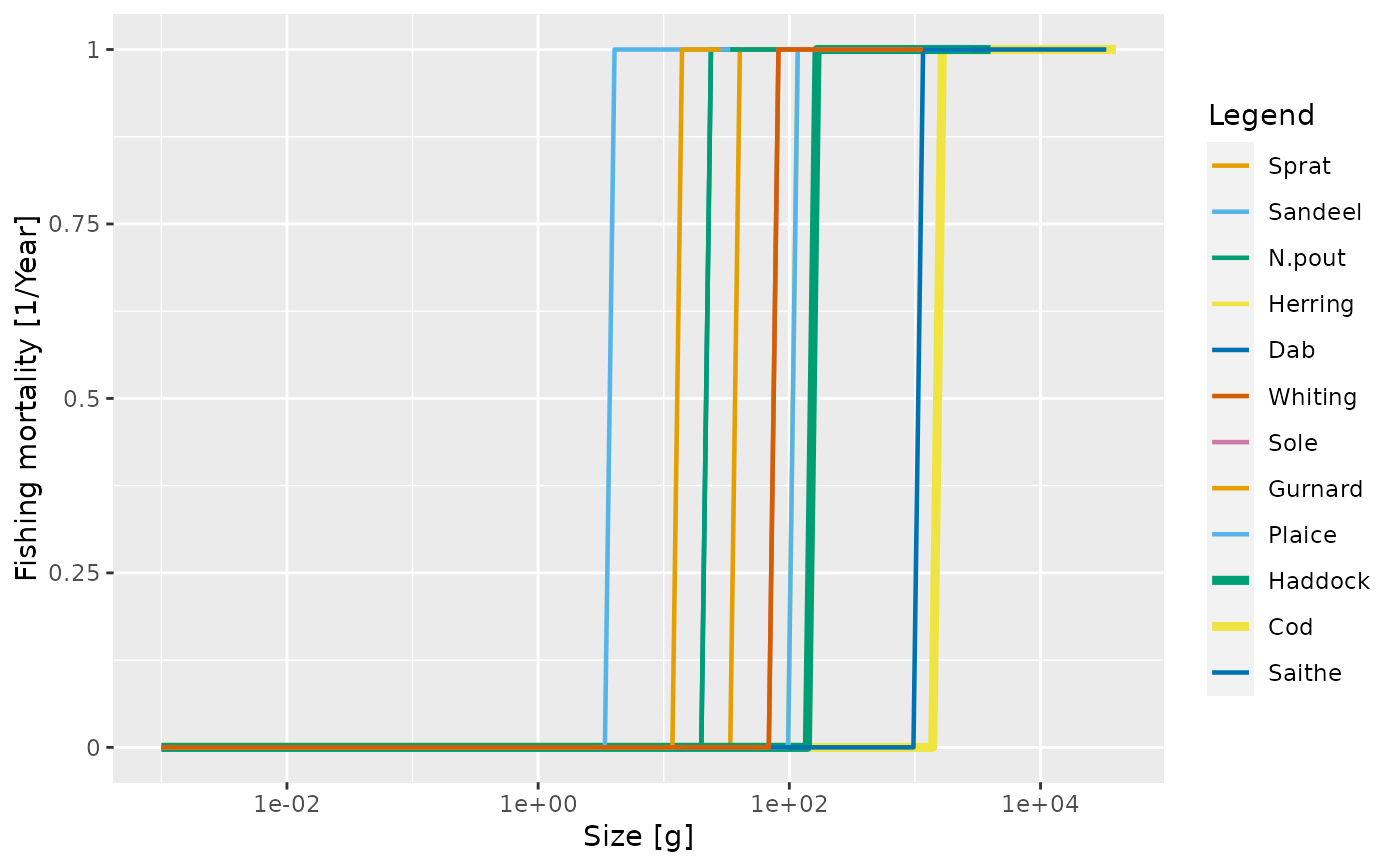 1
0.75
0.5
0.25
0
Fishing mortality [1/Year]
1e-02
1e+00
1e+02
1e+04
Size [g]
Legend
Sprat
Sandeel
N.pout
Herring
Dab
Whiting
Sole
Gurnard
Plaice
Haddock
Cod
Saithe